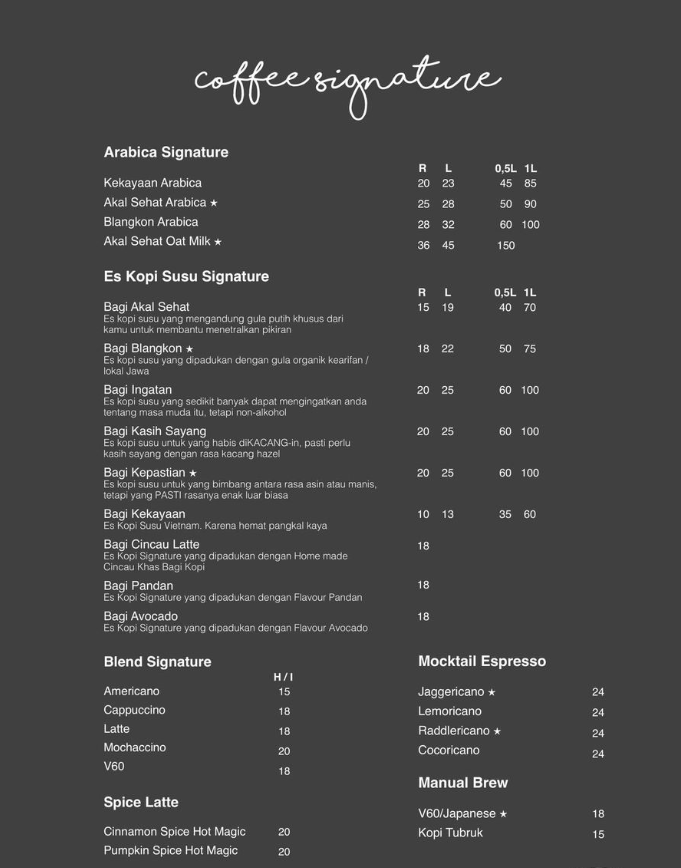 coffee signature
Arabica Signature
R L 0,5L 1L
Kekayaan Arabica 20 23 45 85
Akal Sehat Arabica ★ 25 28 50 90
Blangkon Arabica 28 32 60 100
Akal Sehat Oat Milk ★ 36 45 150
Es Kopi Susu Signature
R L 0,5L 1L
Bagi Akal Sehat 15 19 40 70
Es kopi susu yang mengandung gula putih khusus dari
kamu untuk membantu menetralkan pikiran
Bagi Blangkon ★ 18 22 50 75
Es kopi susu yang dipadukan dengan gula organik kearifan /
lokal Jawa
Bagi Ingatan 20 25 60 100
Es kopi susu yang sedikit banyak dapat mengingatkan anda
tentang masa muda itu, tetapi non-alkohol
Bagi Kasih Sayang 20 25 60 100
Es kopi susu untuk yang habis diKACANG-in, pasti perlu
kasih sayang dengan rasa kacang hazel
Bagi Kepastian ★ 20 25 60 100
Es kopi susu untuk yang bimbang antara rasa asin atau manis,
tetapi yang PASTI rasanya enak luar biasa
Bagi Kekayaan 10 13 35 60
Es Kopi Susu Vietnam. Karena hemat pangkal kaya
Bagi Cincau Latte 18
Es Kopi Signature yang dipadukan dengan Home made
Cincau Khas Bagi Kopi
Bagi Pandan 18
Es Kopi Signature yang dipadukan dengan Flavour Pandan
Bagi Avocado 18
Es Kopi Signature yang dipadukan dengan Flavour Avocado
Blend Signature
H / I
Americano 15
Cappuccino 18
Latte 18
Mochaccino 20
V60 18
Spice Latte
Cinnamon Spice Hot Magic 20
Pumpkin Spice Hot Magic 20
Mocktail Espresso
Jaggericano ★ 24
Lemoricano 24
Raddlericano ★ 24
Cocoricano 24
Manual Brew
V60/Japanese ★ 18
Kopi Tubruk 15